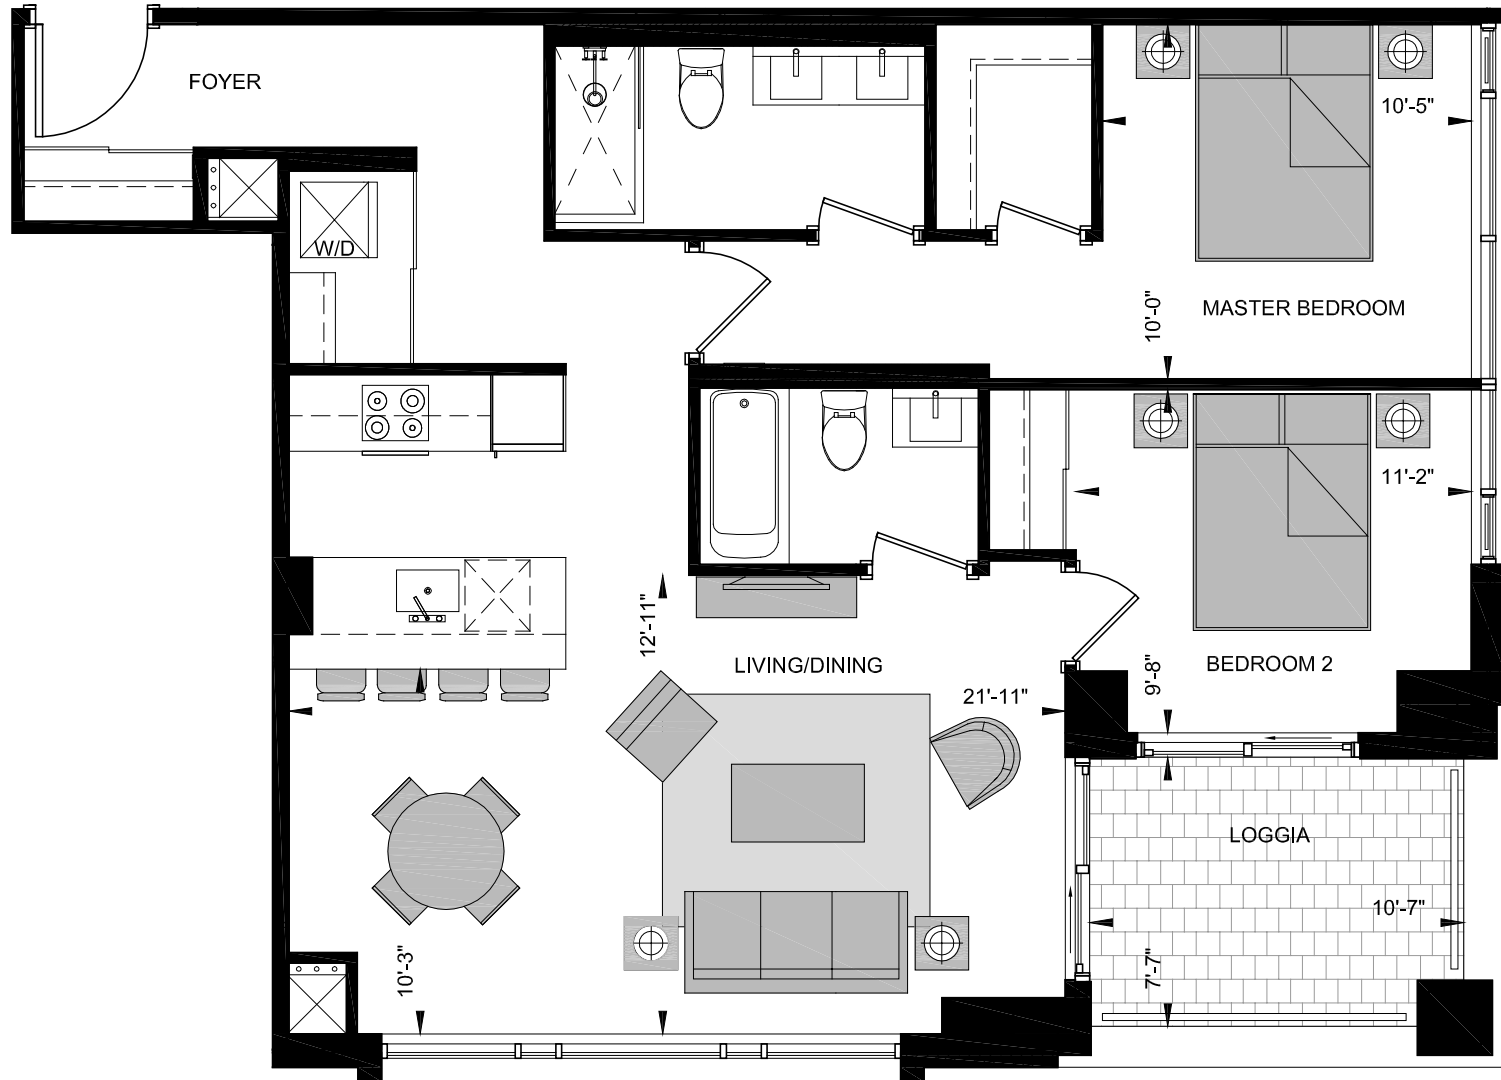 FOYER
10'-5"
W/D
10'-0"
MASTER BEDROOM
11'-2"
12'-11"
LIVING/DINING
BEDROOM 2
9'-8"
21'-11"
LOGGIA
10'-7"
10'-3"
7'-7"